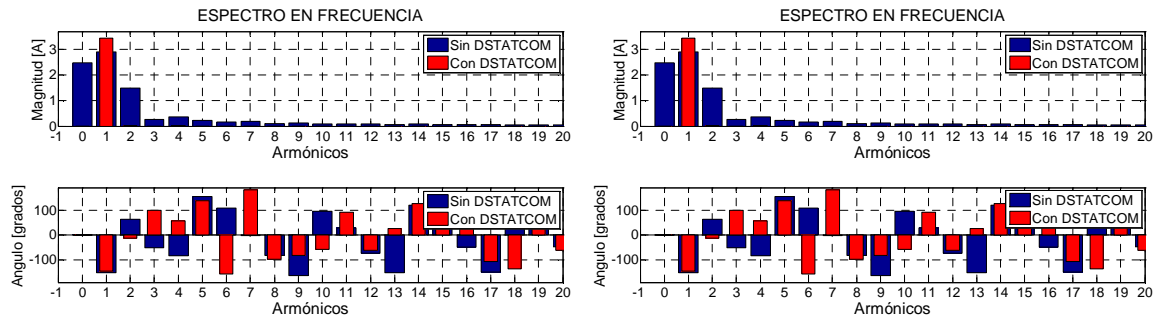 ESPECTRO EN FRECUENCIA
Magnitud [A]
3
2
1
0
Sin DSTATCOM
Con DSTATCOM
-1 0 1 2 3 4 5 6 7 8 9 10 11 12 13 14 15 16 17 18 19 20
Armónicos
Angulo [grados]
100
0
-100
Sin DSTATCOM
Con DSTATCOM
-1 0 1 2 3 4 5 6 7 8 9 10 11 12 13 14 15 16 17 18 19 20
Armónicos
ESPECTRO EN FRECUENCIA
Magnitud [A]
3
2
1
0
Sin DSTATCOM
Con DSTATCOM
-1 0 1 2 3 4 5 6 7 8 9 10 11 12 13 14 15 16 17 18 19 20
Armónicos
Angulo [grados]
100
0
-100
Sin DSTATCOM
Con DSTATCOM
-1 0 1 2 3 4 5 6 7 8 9 10 11 12 13 14 15 16 17 18 19 20
Armónicos